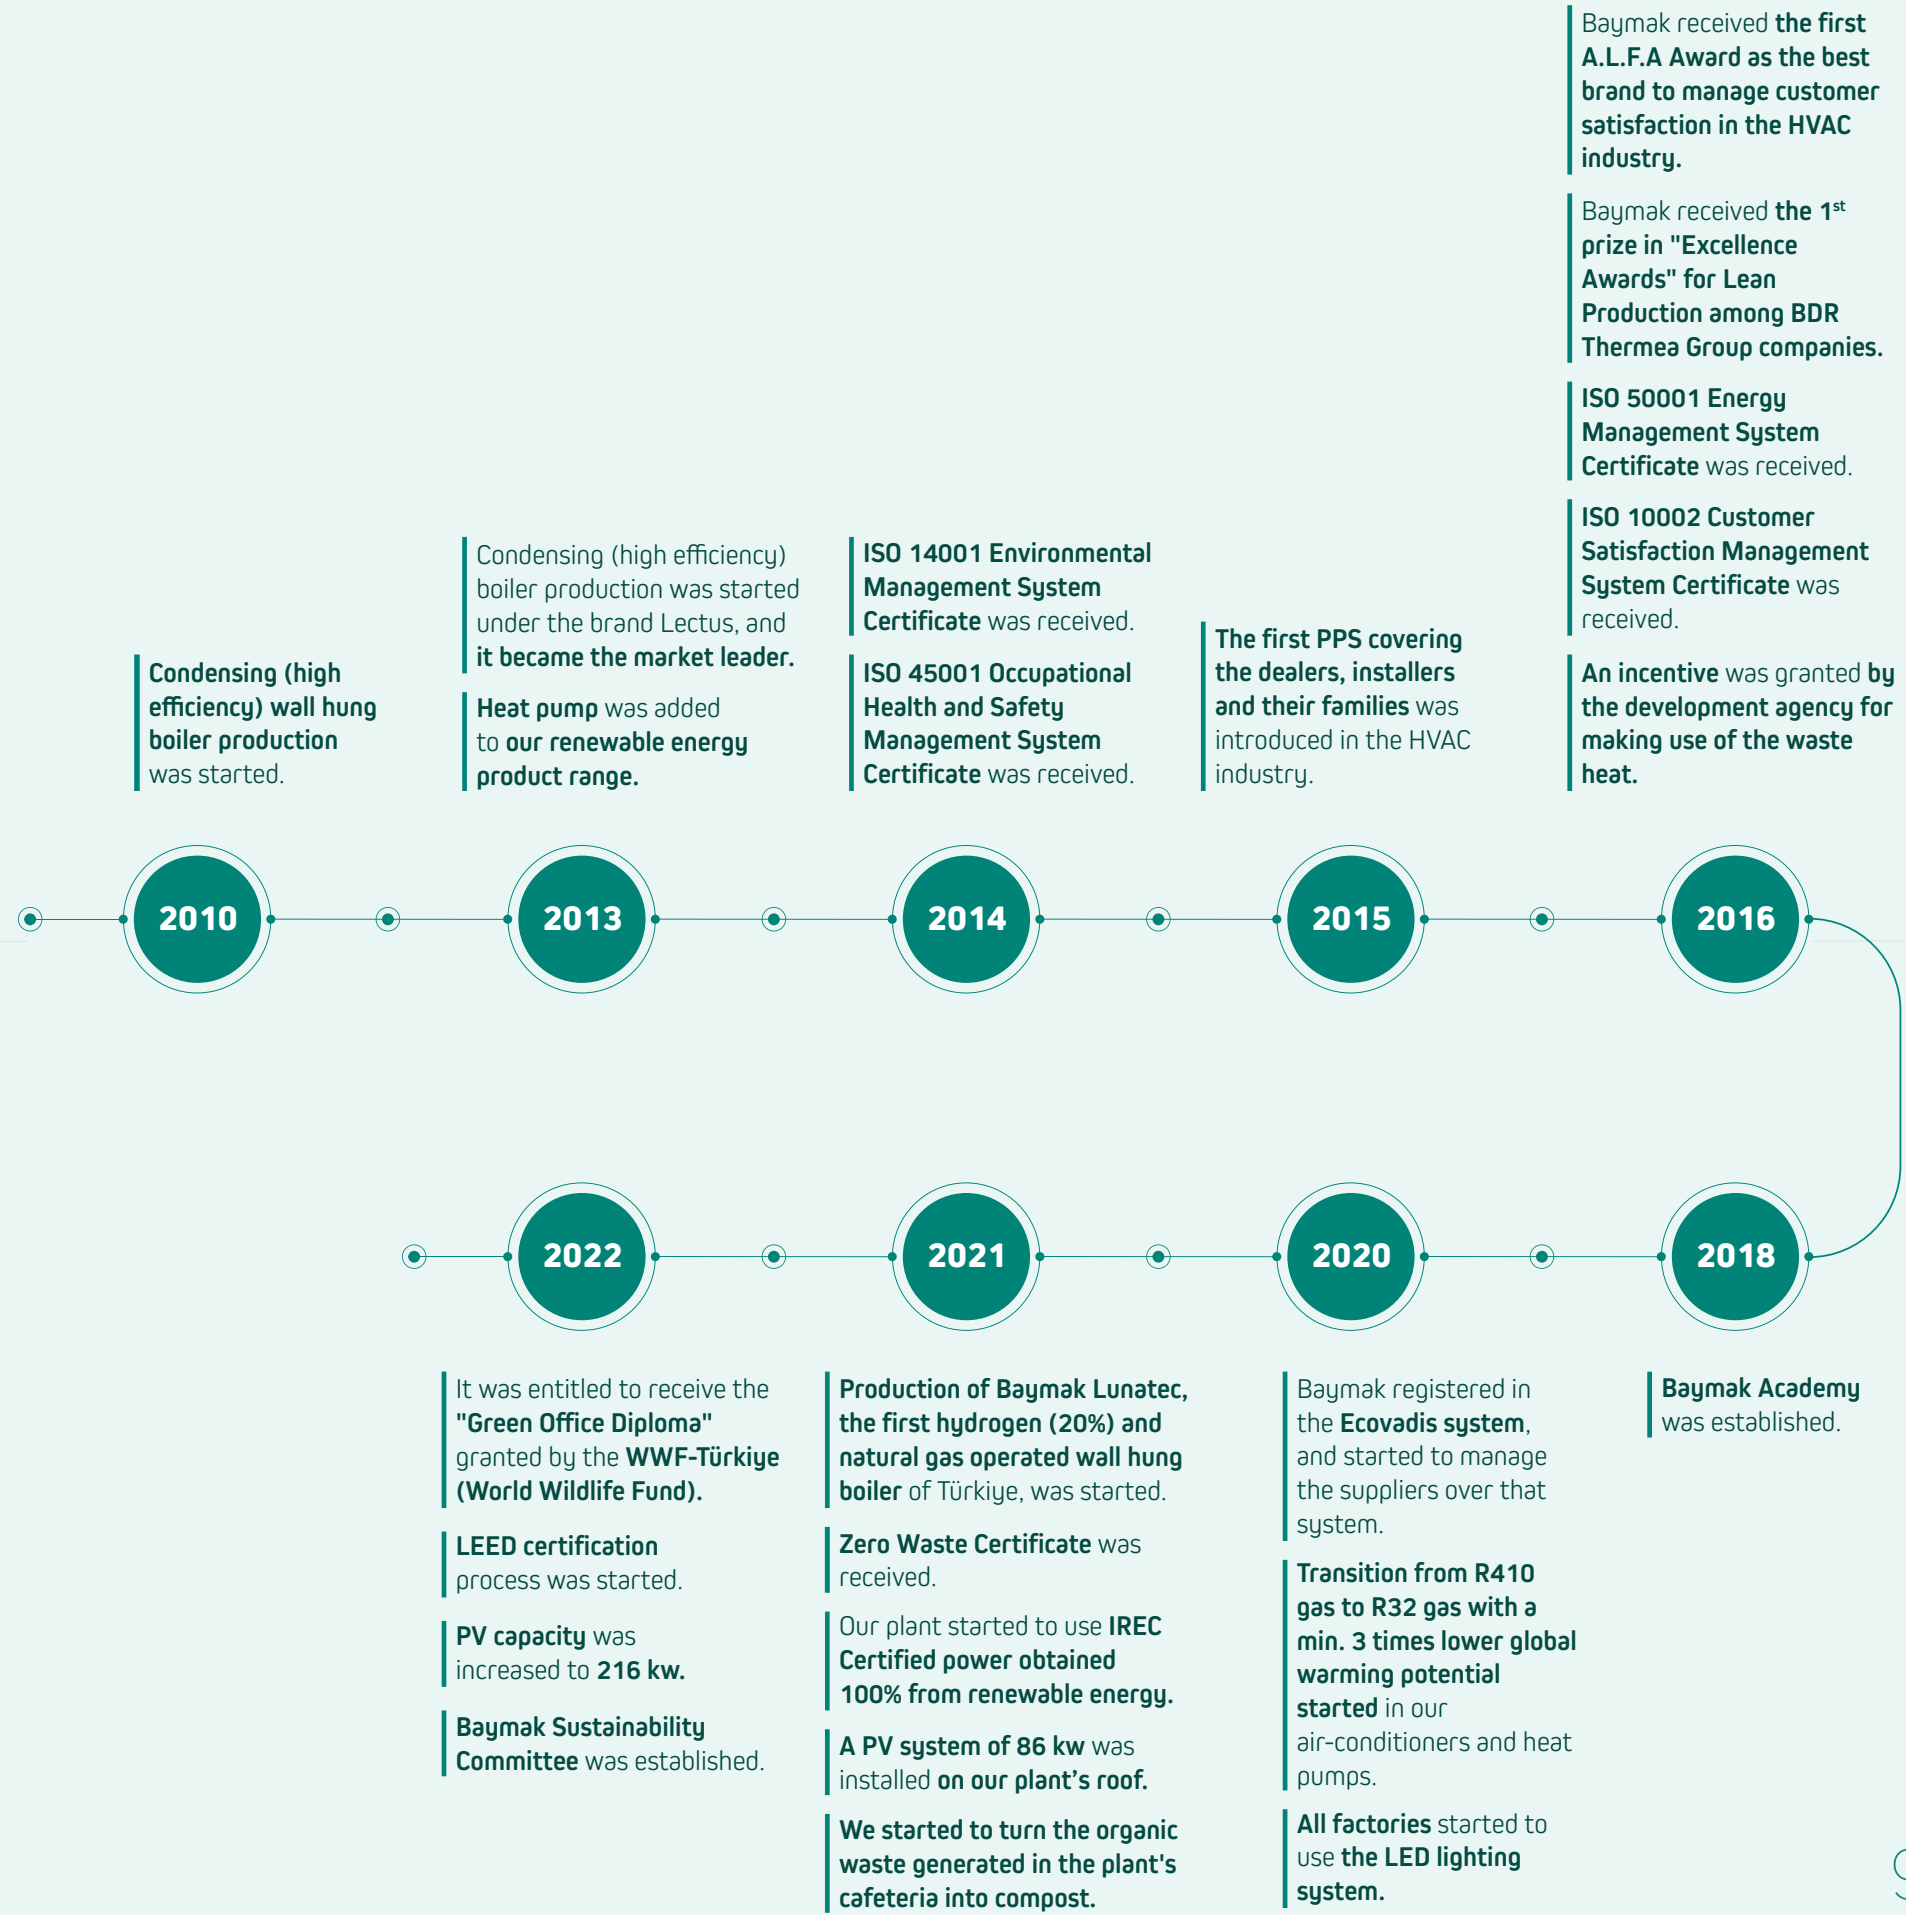 Condensing (high
efficiency) wall hung
boiler production
was started.
Condensing (high efficiency)
boiler production was started
under the brand Lectus, and
it became the market leader.
Heat pump was added
to our renewable energy
product range.
ISO 14001 Environmental
Management System
Certificate was received.
ISO 45001 Occupational
Health and Safety
Management System
Certificate was received.
The first PPS covering
the dealers, installers
and their families was
introduced in the HVAC
industry.
Baymak received the first
A.L.F.A Award as the best
brand to manage customer
satisfaction in the HVAC
industry.
Baymak received the 1st
prize in "Excellence
Awards" for Lean
Production among BDR
Thermea Group companies.
ISO 50001 Energy
Management System
Certificate was received.
ISO 10002 Customer
Satisfaction Management
System Certificate was
received.
An incentive was granted by
the development agency for
making use of the waste
heat.
2010
2013
2014
2015
2016
2022
2021
2020
2018
It was entitled to receive the
"Green Office Diploma"
granted by the WWF-Türkiye
(World Wildlife Fund).
LEED certification
process was started.
PV capacity was
increased to 216 kw.
Baymak Sustainability
Committee was established.
Production of Baymak Lunatec,
the first hydrogen (20%) and
natural gas operated wall hung
boiler of Türkiye, was started.
Zero Waste Certificate was
received.
Our plant started to use IREC
Certified power obtained
100% from renewable energy.
A PV system of 86 kw was
installed on our plant’s roof.
We started to turn the organic
waste generated in the plant's
cafeteria into compost.
Baymak registered in
the Ecovadis system,
and started to manage
the suppliers over that
system.
Transition from R410
gas to R32 gas with a
min. 3 times lower global
warming potential
started in our
air-conditioners and heat
pumps.
All factories started to
use the LED lighting
system.
Baymak Academy
was established.